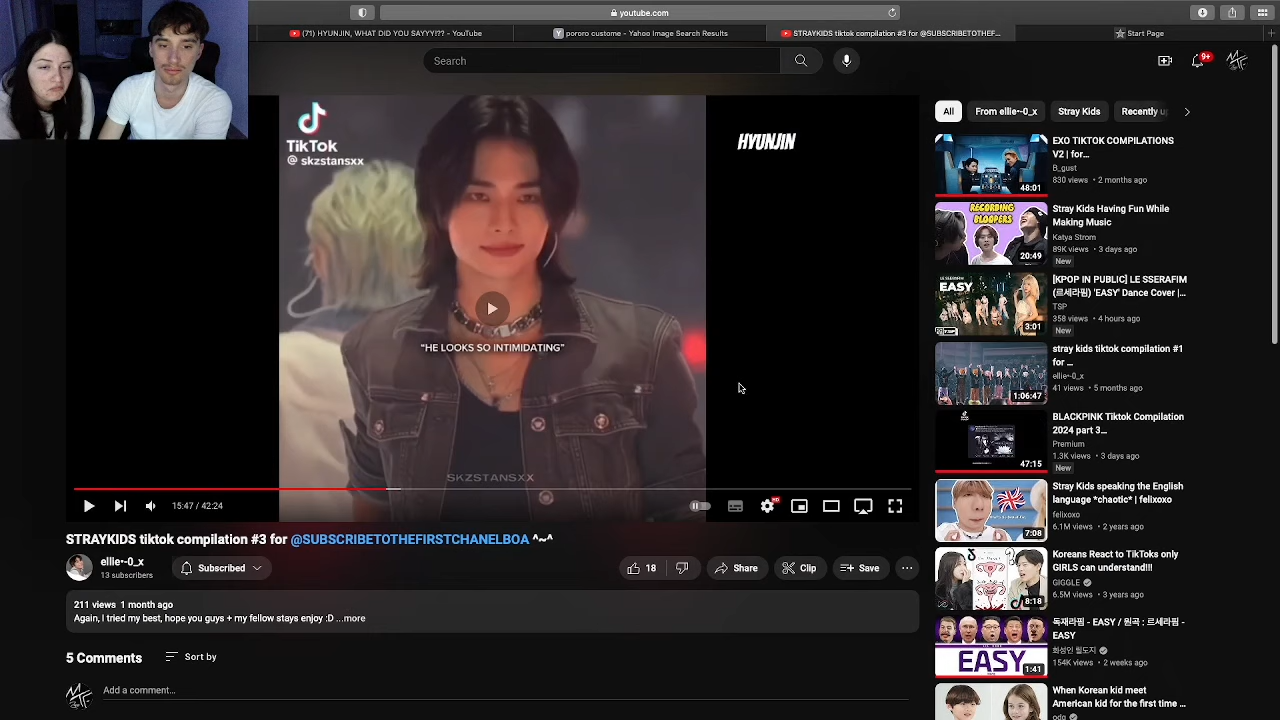 youtube.com
(71) HYUNJIN, WHAT DID YOU SAYYY!?? - YouTube
pororo custome - Yahoo Image Search Results
STRAYKIDS tiktok compilation #3 for @SUBSCRIBETOTHEF...
Start Page
Search
9+
TikTok
@ skzstansxx
HYUNJIN
"HE LOOKS SO INTIMIDATING"
SKZSTANSXX
15:47 / 42:24
HD
STRAYKIDS tiktok compilation #3 for @SUBSCRIBETOTHEFIRSTCHANELBOA ^~^
ellie•-0_x
13 subscribers
Subscribed
18
Share
Clip
Save
211 views 1 month ago
Again, I tried my best, hope you guys + my fellow stays enjoy :D ...more
5 Comments
Sort by
Add a comment...
All
From ellie•-0_x
Stray Kids
Recently u
EXO TIKTOK COMPILATIONS
V2 | for...
B_gust
830 views • 2 months ago
48:01
RECORDING
BLOOPERS
20:49
Stray Kids Having Fun While
Making Music
Katya Strom
89K views • 3 days ago
New
EASY
3:01
[KPOP IN PUBLIC] LE SSERAFIM
(르세라핌) 'EASY' Dance Cover |...
TSP
358 views • 4 hours ago
New
1:06:47
stray kids tiktok compilation #1
for ...
ellie•-0_x
41 views • 5 months ago
47:15
BLACKPINK Tiktok Compilation
2024 part 3...
Premium
1.3K views • 3 days ago
New
7:08
Stray Kids speaking the English
language *chaotic* | felixoxo
felixoxo
6.1M views • 2 years ago
8:18
Koreans React to TikToks only
GIRLS can understand!!!
GIGGLE
6.5M views • 3 years ago
EASY
1:41
독재라핌 - EASY / 원곡 : 르세라핌 -
EASY
화성인 릴도지
154K views • 2 weeks ago
When Korean kid meet
American kid for the first time ...
odg